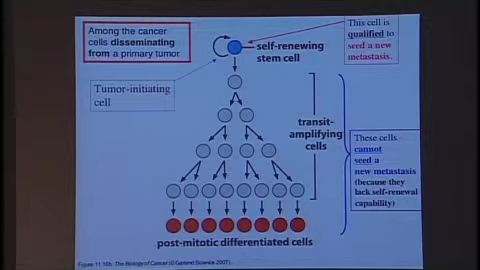 Among the cancer
cells disseminating
from a primary tumor
This cell is
qualified to
seed a new
metastasis.
self-renewing
stem cell
Tumor-initiating
cell
transit-
amplifying
cells
These cells
cannot
seed a
new metastasis
(because they
lack self-renewal
capability)
post-mitotic differentiated cells
Figure 11.16b The Biology of Cancer (© Garland Science 2007)